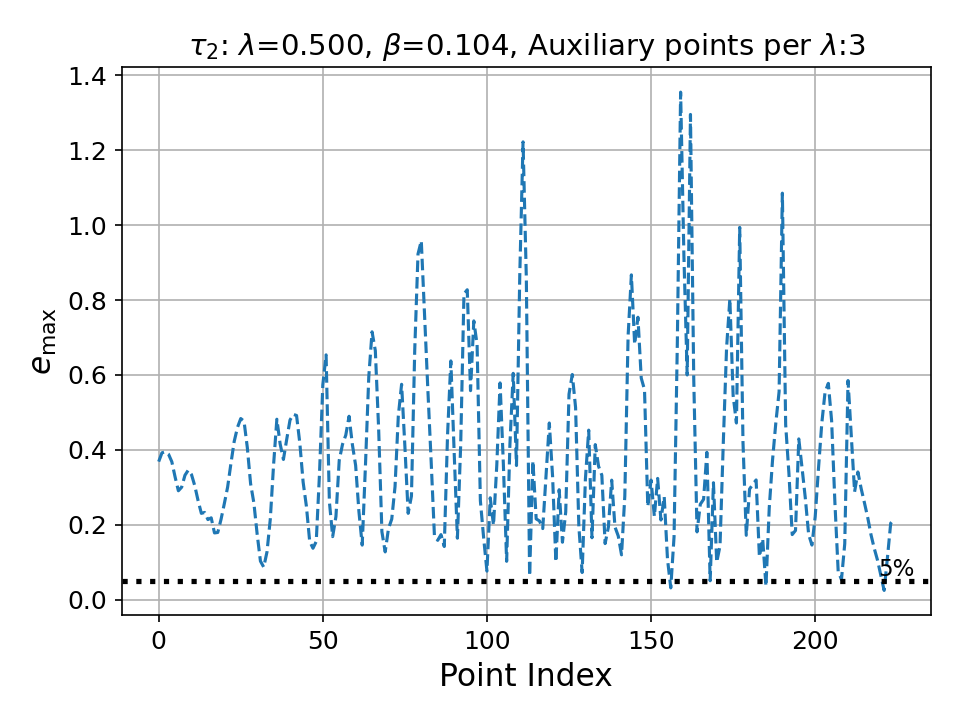 τ₂: λ=0.500, β=0.104, Auxiliary points per λ:3
1.4
1.2
1.0
0.8
0.6
0.4
0.2
0.0
e_max
5%
0 50 100 150 200
Point Index